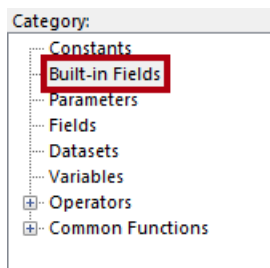 Category:
Constants
Built-in Fields
Parameters
Fields
Datasets
Variables
Operators
Common Functions